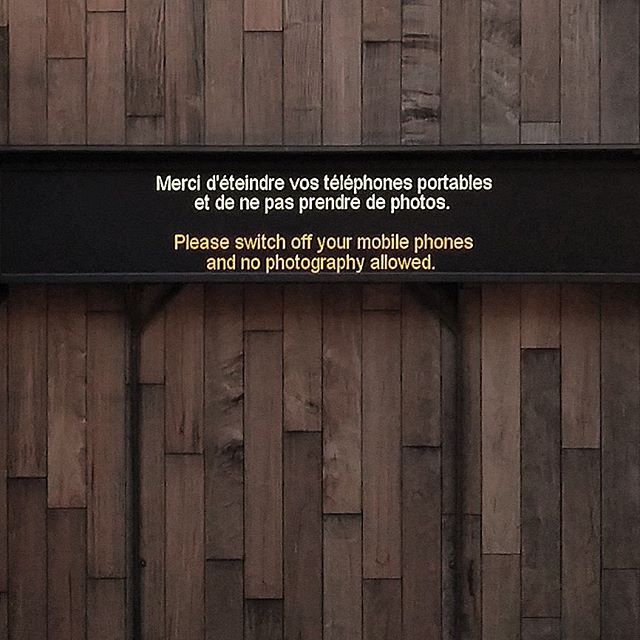 Merci d'éteindre vos téléphones portables
et de ne pas prendre de photos.
Please switch off your mobile phones
and no photography allowed.